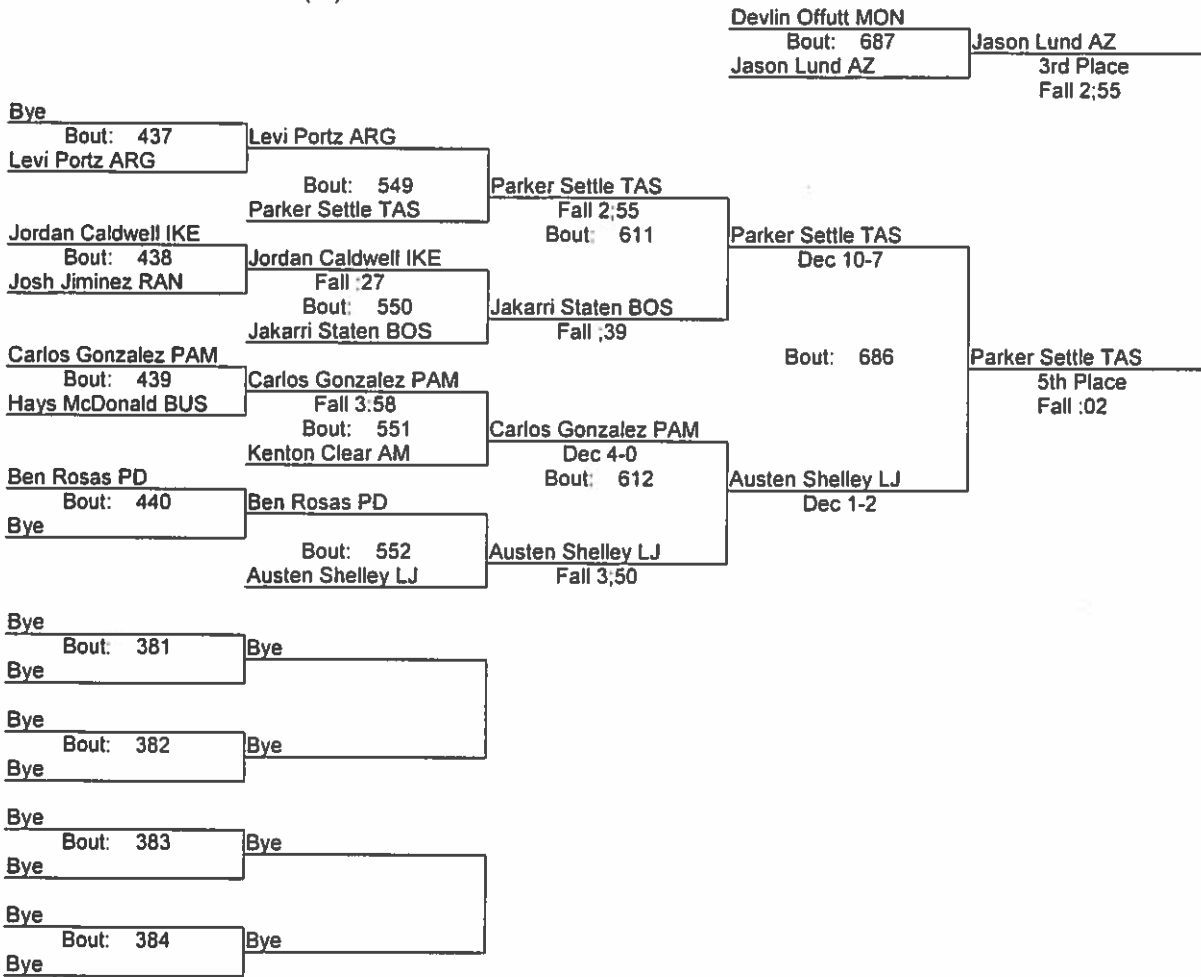 Devlin Offutt MON
Bout: 687
Jason Lund AZ
Jason Lund AZ
3rd Place
Fall 2;55
Bye
Bout: 437
Levi Portz ARG
Levi Portz ARG
Bout: 549
Parker Settle TAS
Parker Settle TAS
Fall 2;55
Bout: 611
Jordan Caldwell IKE
Bout: 438
Josh Jiminez RAN
Jordan Caldwell IKE
Fall :27
Bout: 550
Jakarri Staten BOS
Jakarri Staten BOS
Fall ;39
Parker Settle TAS
Dec 10-7
Bout: 686
Parker Settle TAS
5th Place
Fall :02
Carlos Gonzalez PAM
Bout: 439
Hays McDonald BUS
Carlos Gonzalez PAM
Fall 3:58
Bout: 551
Kenton Clear AM
Carlos Gonzalez PAM
Dec 4-0
Bout: 612
Ben Rosas PD
Bout: 440
Bye
Ben Rosas PD
Bout: 552
Austen Shelley LJ
Austen Shelley LJ
Fall 3;50
Austen Shelley LJ
Dec 1-2
Bye
Bout: 381
Bye
Bye
Bye
Bout: 382
Bye
Bye
Bye
Bout: 383
Bye
Bye
Bye
Bout: 384
Bye
Bye